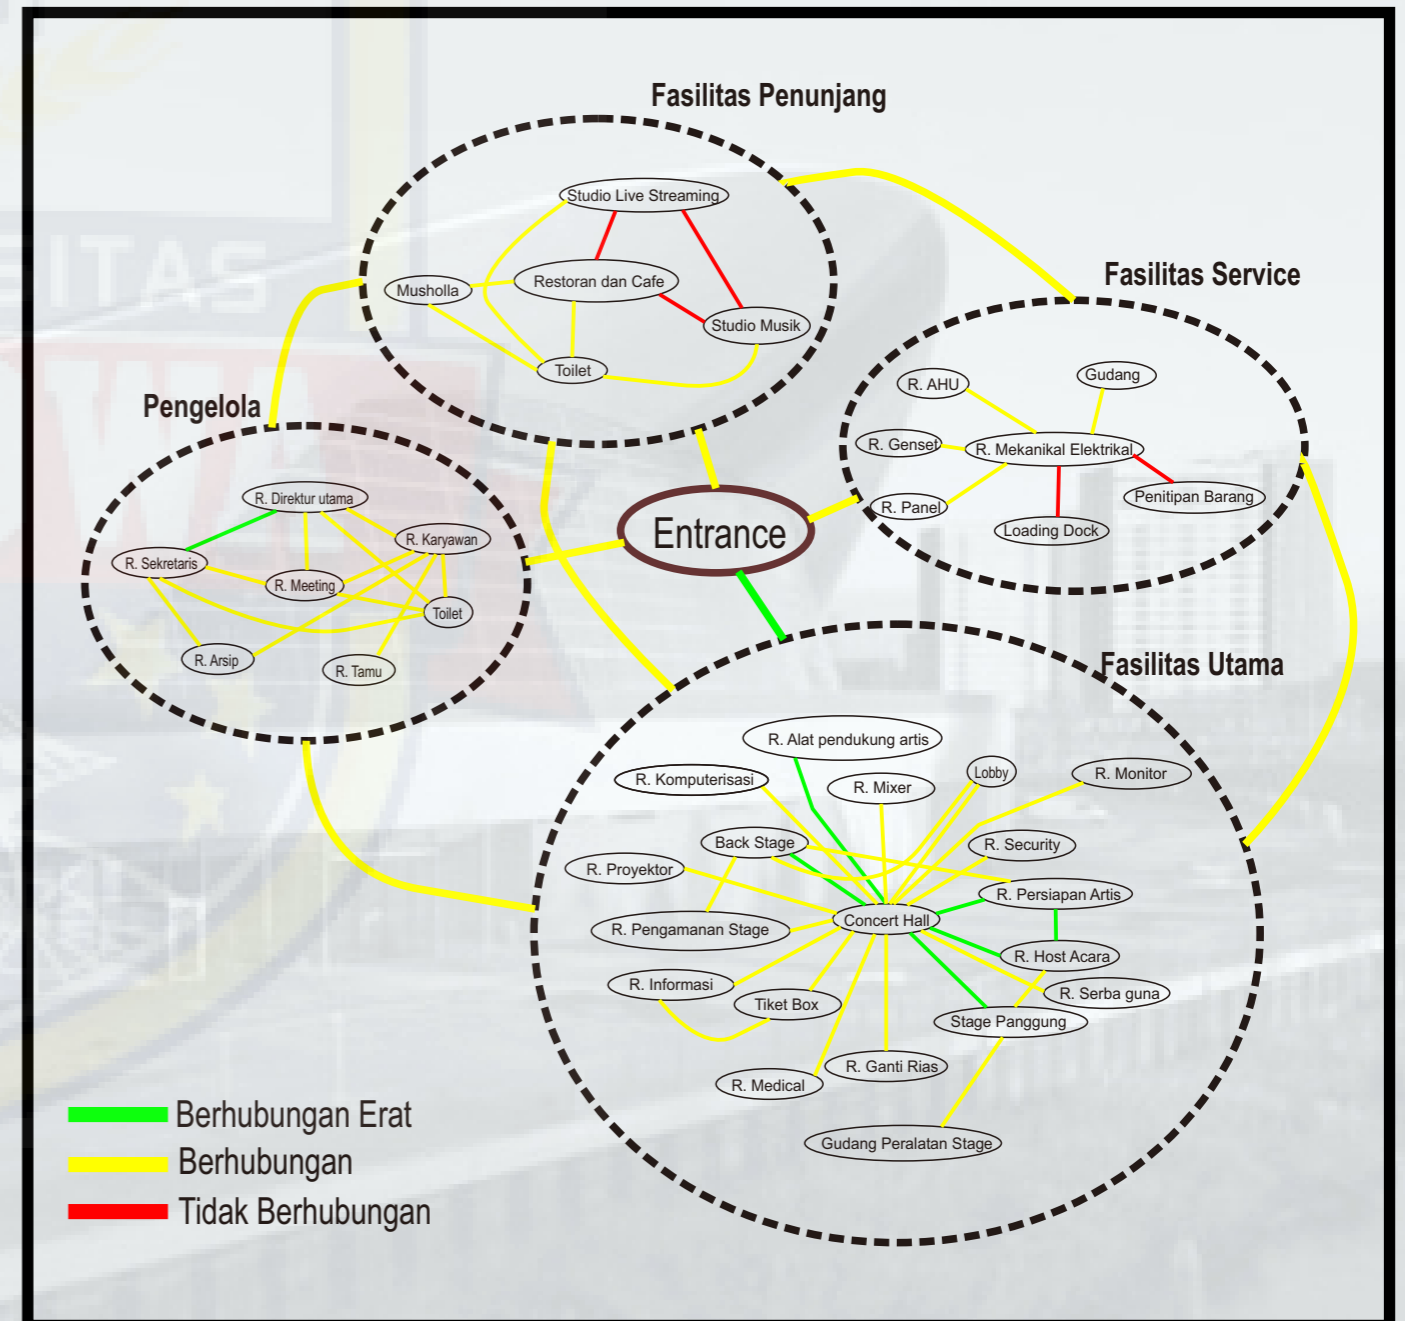 Fasilitas Penunjang
Studio Live Streaming
Restoran dan Cafe
Musholla
Studio Musik
Toilet
Fasilitas Service
R. AHU
Gudang
R. Genset
R. Mekanikal Elektrikal
R. Panel
Penitipan Barang
Loading Dock
Pengelola
R. Direktur utama
R. Karyawan
R. Sekretaris
R. Meeting
Toilet
R. Arsip
R. Tamu
Entrance
Fasilitas Utama
R. Alat pendukung artis
R. Komputerisasi
R. Mixer
Lobby
R. Monitor
Back Stage
R. Security
R. Proyektor
R. Persiapan Artis
Concert Hall
R. Pengamanan Stage
R. Host Acara
R. Informasi
R. Serba guna
Tiket Box
Stage Panggung
R. Ganti Rias
R. Medical
Gudang Peralatan Stage
Berhubungan Erat
Berhubungan
Tidak Berhubungan